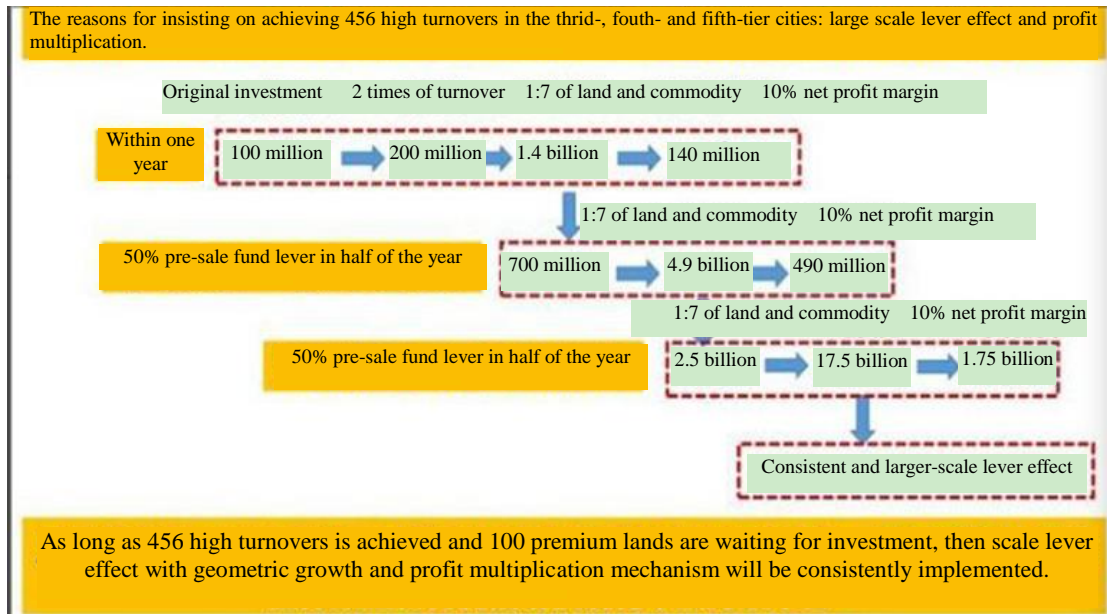 The reasons for insisting on achieving 456 high turnovers in the thrid-, fouth- and fifth-tier cities: large scale lever effect and profit
multiplication.
Original investment 2 times of turnover 1:7 of land and commodity 10% net profit margin
Within one
year
100 million 200 million 1.4 billion 140 million
1:7 of land and commodity 10% net profit margin
50% pre-sale fund lever in half of the year
700 million 4.9 billion 490 million
1:7 of land and commodity 10% net profit margin
50% pre-sale fund lever in half of the year
2.5 billion 17.5 billion 1.75 billion
Consistent and larger-scale lever effect
As long as 456 high turnovers is achieved and 100 premium lands are waiting for investment, then scale lever
effect with geometric growth and profit multiplication mechanism will be consistently implemented.